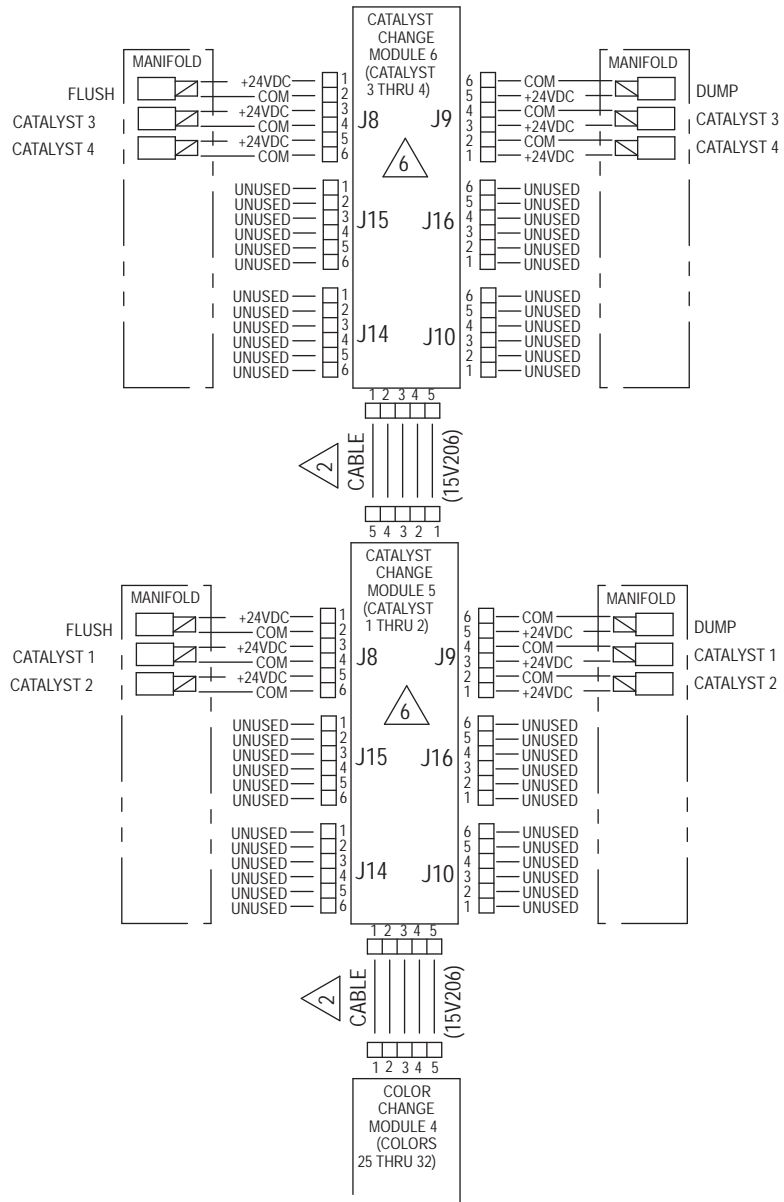 CATALYST
CHANGE
MODULE 6
(CATALYST
3 THRU 4)
MANIFOLD
FLUSH
CATALYST 3
CATALYST 4
+24VDC 1
COM 2
+24VDC 3
COM 4
+24VDC 5
COM 6
J8
J9
6
6 COM
5 +24VDC
4 COM
3 +24VDC
2 COM
1 +24VDC
MANIFOLD
DUMP
CATALYST 3
CATALYST 4
UNUSED 1
UNUSED 2
UNUSED 3
UNUSED 4
UNUSED 5
UNUSED 6
J15
J16
6 UNUSED
5 UNUSED
4 UNUSED
3 UNUSED
2 UNUSED
1 UNUSED
UNUSED 1
UNUSED 2
UNUSED 3
UNUSED 4
UNUSED 5
UNUSED 6
J14
J10
6 UNUSED
5 UNUSED
4 UNUSED
3 UNUSED
2 UNUSED
1 UNUSED
1 2 3 4 5
2
CABLE
(15V206)
5 4 3 2 1
CATALYST
CHANGE
MODULE 5
(CATALYST
1 THRU 2)
MANIFOLD
FLUSH
CATALYST 1
CATALYST 2
+24VDC 1
COM 2
+24VDC 3
COM 4
+24VDC 5
COM 6
J8
J9
6
6 COM
5 +24VDC
4 COM
3 +24VDC
2 COM
1 +24VDC
MANIFOLD
DUMP
CATALYST 1
CATALYST 2
UNUSED 1
UNUSED 2
UNUSED 3
UNUSED 4
UNUSED 5
UNUSED 6
J15
J16
6 UNUSED
5 UNUSED
4 UNUSED
3 UNUSED
2 UNUSED
1 UNUSED
UNUSED 1
UNUSED 2
UNUSED 3
UNUSED 4
UNUSED 5
UNUSED 6
J14
J10
6 UNUSED
5 UNUSED
4 UNUSED
3 UNUSED
2 UNUSED
1 UNUSED
1 2 3 4 5
2
CABLE
(15V206)
1 2 3 4 5
COLOR
CHANGE
MODULE 4
(COLORS
25 THRU 32)